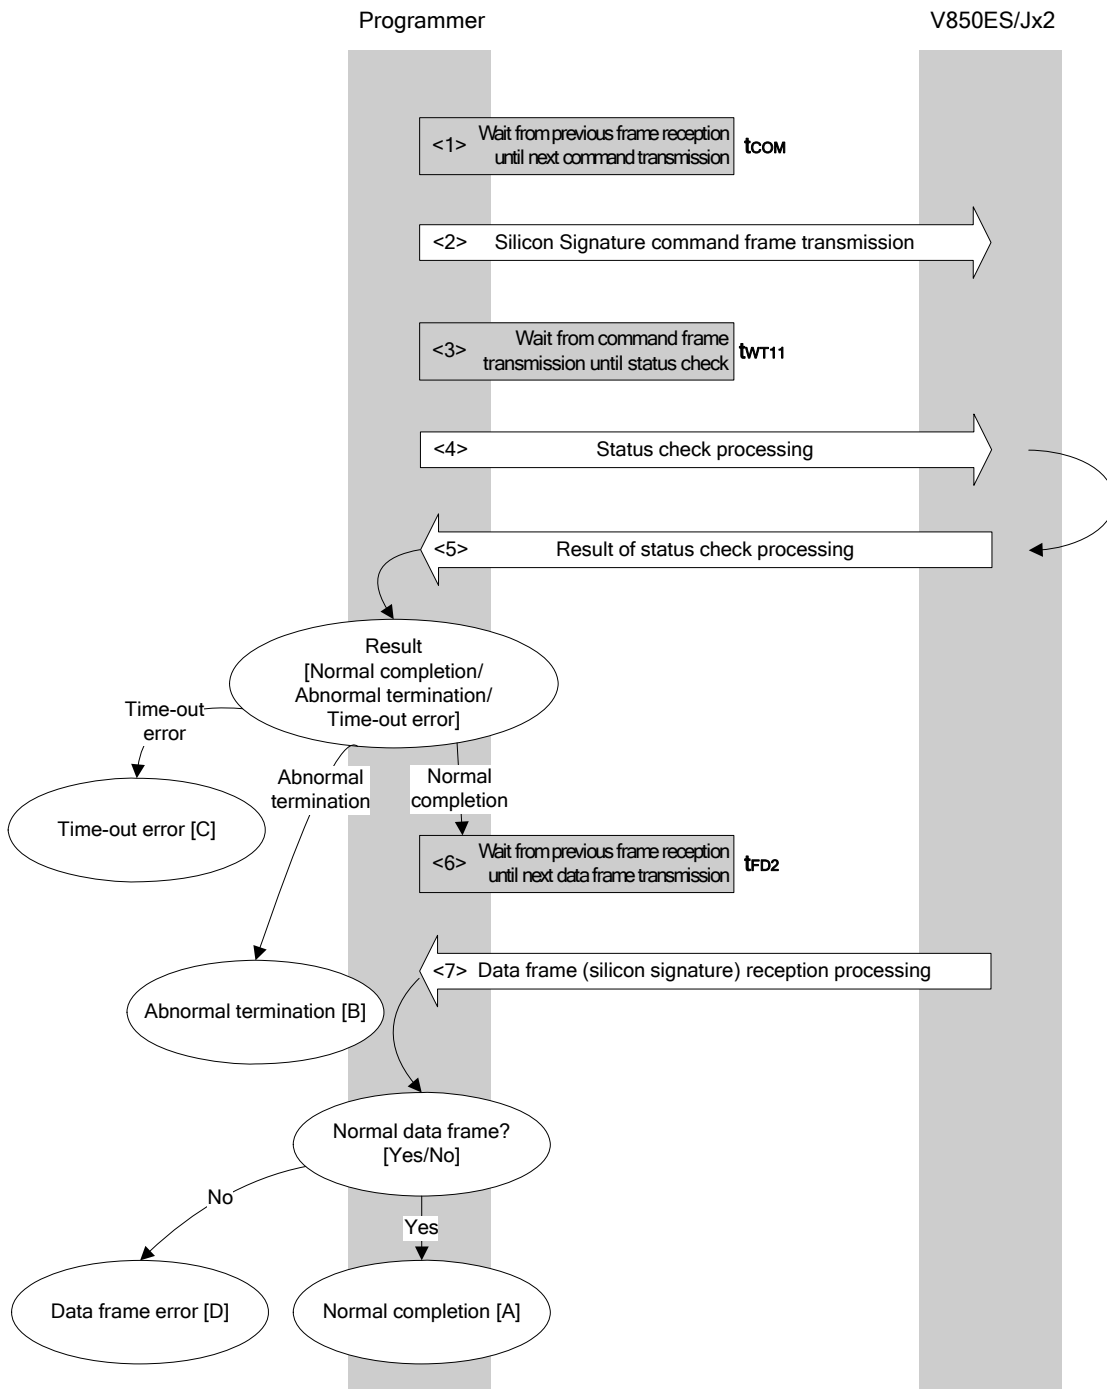 Programmer
V850ES/Jx2
<1> Wait from previous frame reception
until next command transmission
tCOM
<2> Silicon Signature command frame transmission
<3> Wait from command frame
transmission until status check
tWT11
<4> Status check processing
<5> Result of status check processing
Result
[Normal completion/
Abnormal termination/
Time-out error]
Time-out
error
Abnormal
termination
Normal
completion
Time-out error [C]
<6> Wait from previous frame reception
until next data frame transmission
tFD2
<7> Data frame (silicon signature) reception processing
Abnormal termination [B]
Normal data frame?
[Yes/No]
No
Yes
Data frame error [D]
Normal completion [A]